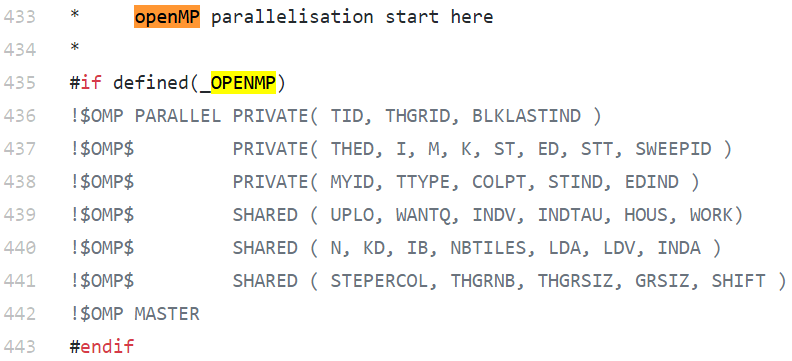 433 *     openMP parallelisation start here
434 *
435 #if defined(_OPENMP)
436 !$OMP PARALLEL PRIVATE( TID, THGRID, BLKLASTIND )
437 !$OMP$         PRIVATE( THED, I, M, K, ST, ED, STT, SWEEPID )
438 !$OMP$         PRIVATE( MYID, TTYPE, COLPT, STIND, EDIND )
439 !$OMP$         SHARED ( UPLO, WANTQ, INDV, INDTAU, HOUS, WORK)
440 !$OMP$         SHARED ( N, KD, IB, NBTILES, LDA, LDV, INDA )
441 !$OMP$         SHARED ( STEPERCOL, THGRNB, THGRSIZ, GRSIZ, SHIFT )
442 !$OMP MASTER
443 #endif